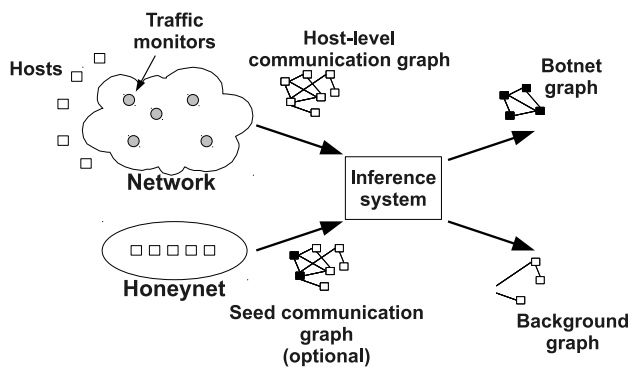 Traffic
monitors
Hosts
Host-level
communication graph
Botnet
graph
Network
Inference
system
Honeynet
Seed communication
graph
(optional)
Background
graph